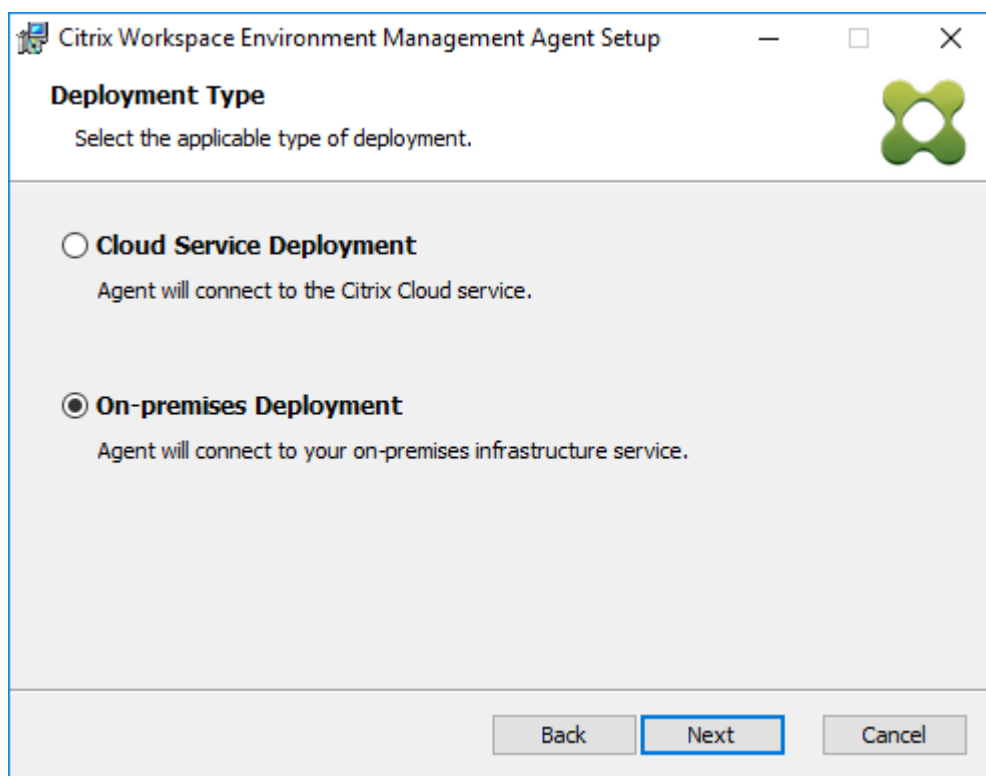 Citrix Workspace Environment Management Agent Setup
Deployment Type
Select the applicable type of deployment.
Cloud Service Deployment
Agent will connect to the Citrix Cloud service.
On-premises Deployment
Agent will connect to your on-premises infrastructure service.
Back Next Cancel